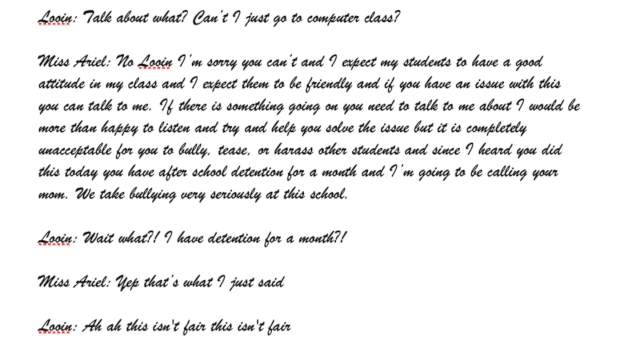 Looin: Talk about what? Can't I just go to computer class?
Miss Ariel: No Looin I'm sorry you can't and I expect my students to have a good
attitude in my class and I expect them to be friendly and if you have an issue with this
you can talk to me. If there is something going on you need to talk to me about I would be
more than happy to listen and try and help you solve the issue but it is completely
unacceptable for you to bully, tease, or harass other students and since I heard you did
this today you have after school detention for a month and I'm going to be calling your
mom. We take bullying very seriously at this school.
Looin: Wait what?! I have detention for a month?!
Miss Ariel: Yep that's what I just said
Looin: Ah ah this isn't fair this isn't fair